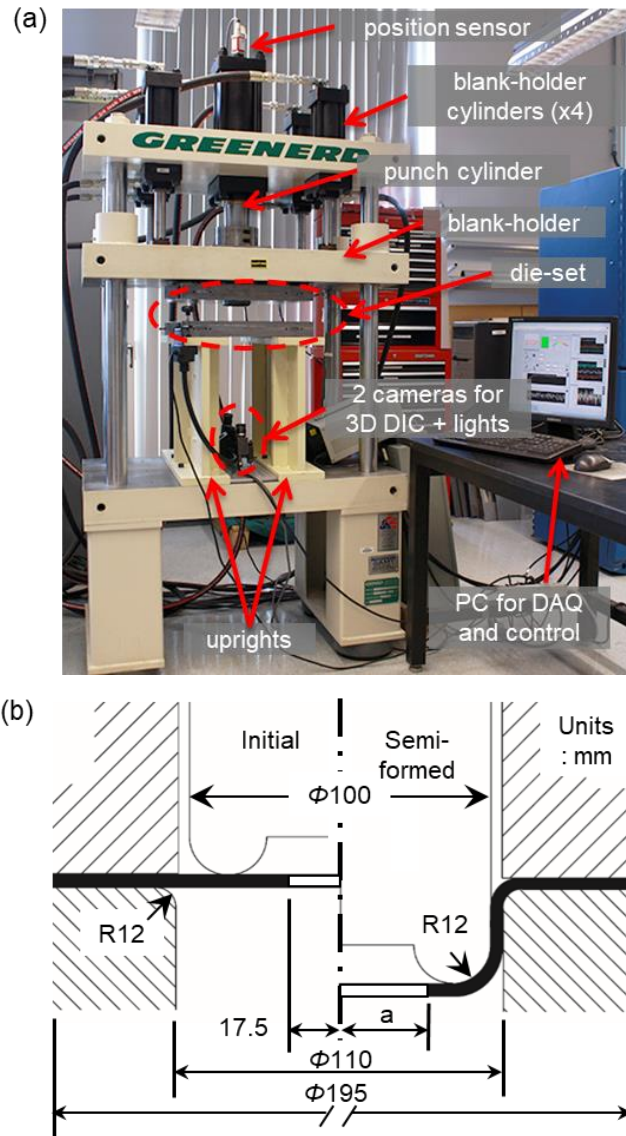 (a)
position sensor
blank-holder
cylinders (x4)
GREENERD
punch cylinder
blank-holder
die-set
2 cameras for
3D DIC + lights
PC for DAQ
and control
uprights
(b)
Initial
Semi-
formed
Units
: mm
Φ100
R12
R12
17.5
a
Φ110
Φ195